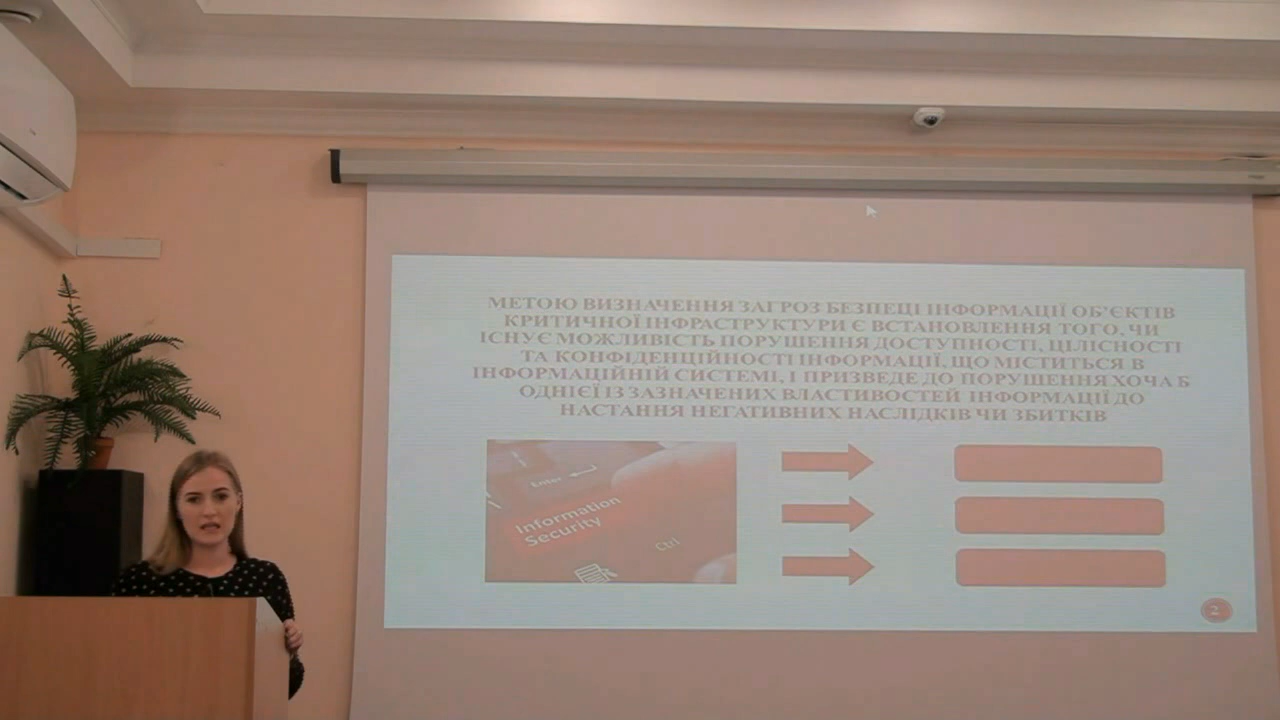 МЕТОЮ ВИЗНАЧЕННЯ ЗАГРОЗ БЕЗПЕЦІ ІНФОРМАЦІЇ ОБ'ЄКТІВ
КРИТИЧНОЇ ІНФРАСТРУКТУРИ Є ВСТАНОВЛЕННЯ ТОГО, ЧИ
ІСНУЄ МОЖЛИВІСТЬ ПОРУШЕННЯ ДОСТУПНОСТІ, ЦІЛІСНОСТІ
ТА КОНФІДЕНЦІЙНОСТІ ІНФОРМАЦІЇ, ЩО МІСТИТЬСЯ В
ІНФОРМАЦІЙНІЙ СИСТЕМІ, І ПРИЗВЕДЕ ДО ПОРУШЕННЯ ХОЧА Б
ОДНІЄЇ ІЗ ЗАЗНАЧЕНИХ ВЛАСТИВОСТЕЙ ІНФОРМАЦІЇ ДО
НАСТАННЯ НЕГАТИВНИХ НАСЛІДКІВ ЧИ ЗБИТКІВ
Enter
Information
Security
Ctrl
2